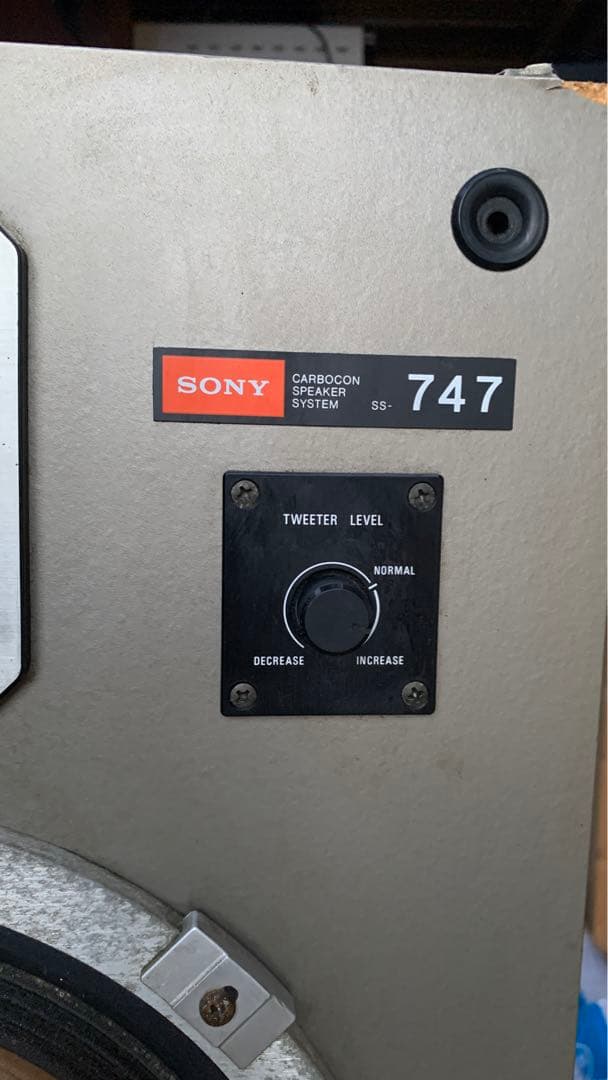 SONY
CARBOCON
SPEAKER
SYSTEM SS- 747
TWEETER LEVEL
NORMAL
DECREASE INCREASE